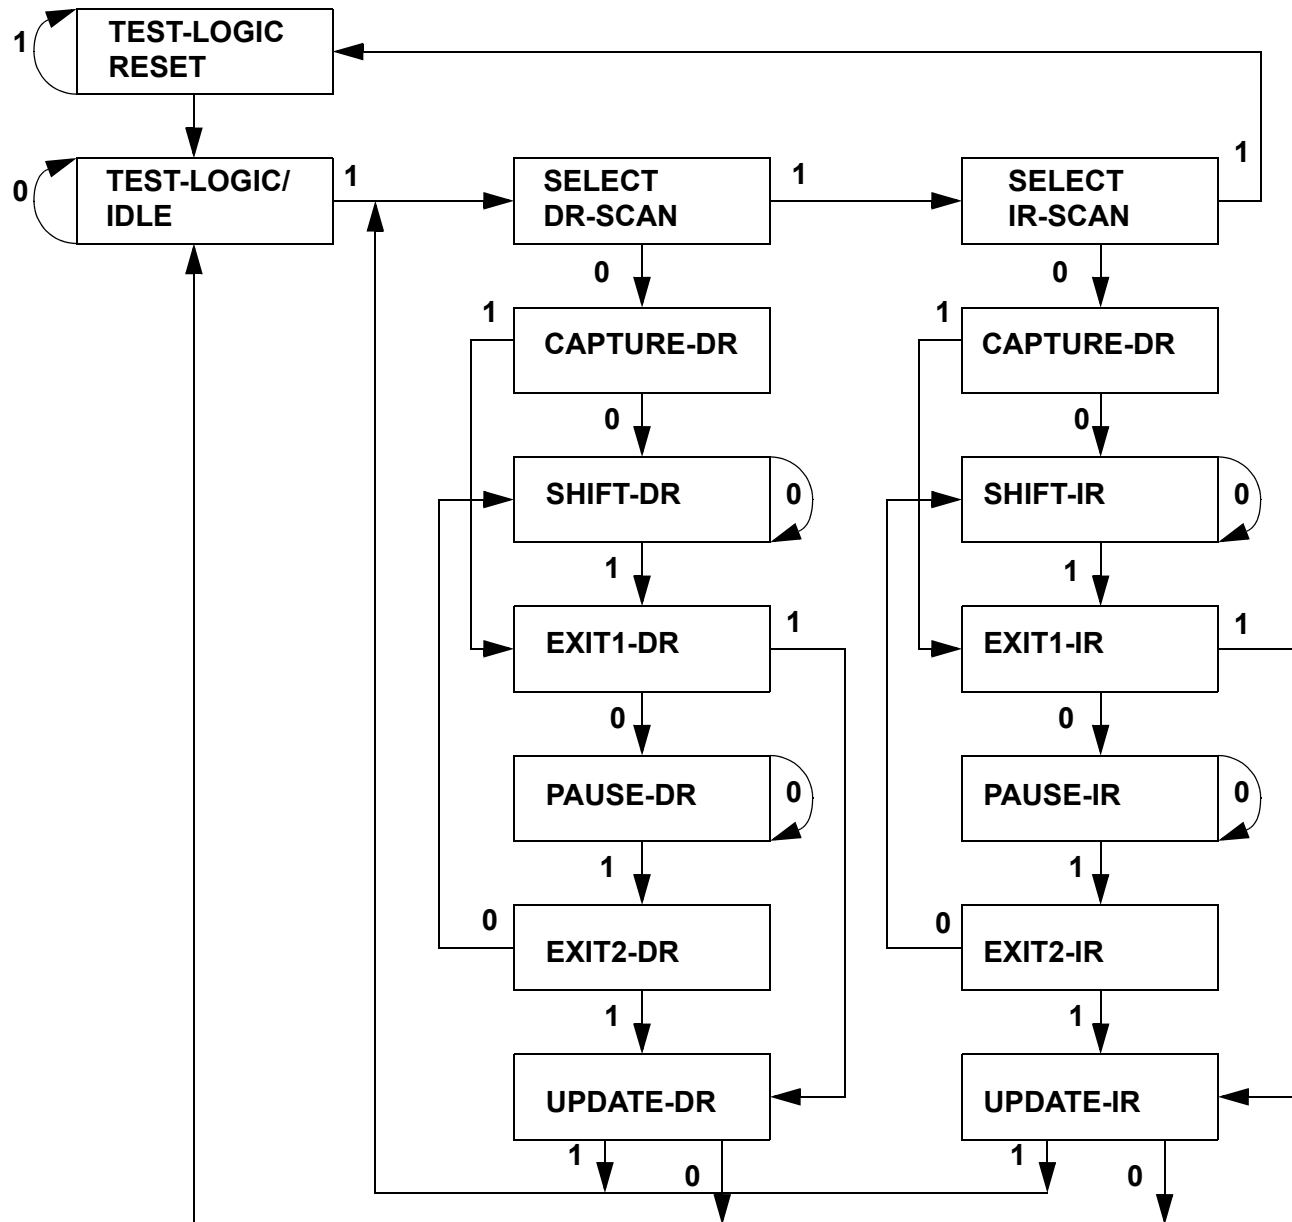 1
TEST-LOGIC
RESET
0
TEST-LOGIC/
IDLE
1
SELECT
DR-SCAN
1
SELECT
IR-SCAN
1
0
0
1
CAPTURE-DR
1
CAPTURE-DR
0
0
SHIFT-DR
0
SHIFT-IR
0
1
1
EXIT1-DR
1
EXIT1-IR
1
0
0
PAUSE-DR
0
PAUSE-IR
0
1
1
0
EXIT2-DR
0
EXIT2-IR
1
1
UPDATE-DR
UPDATE-IR
1
0
1
0